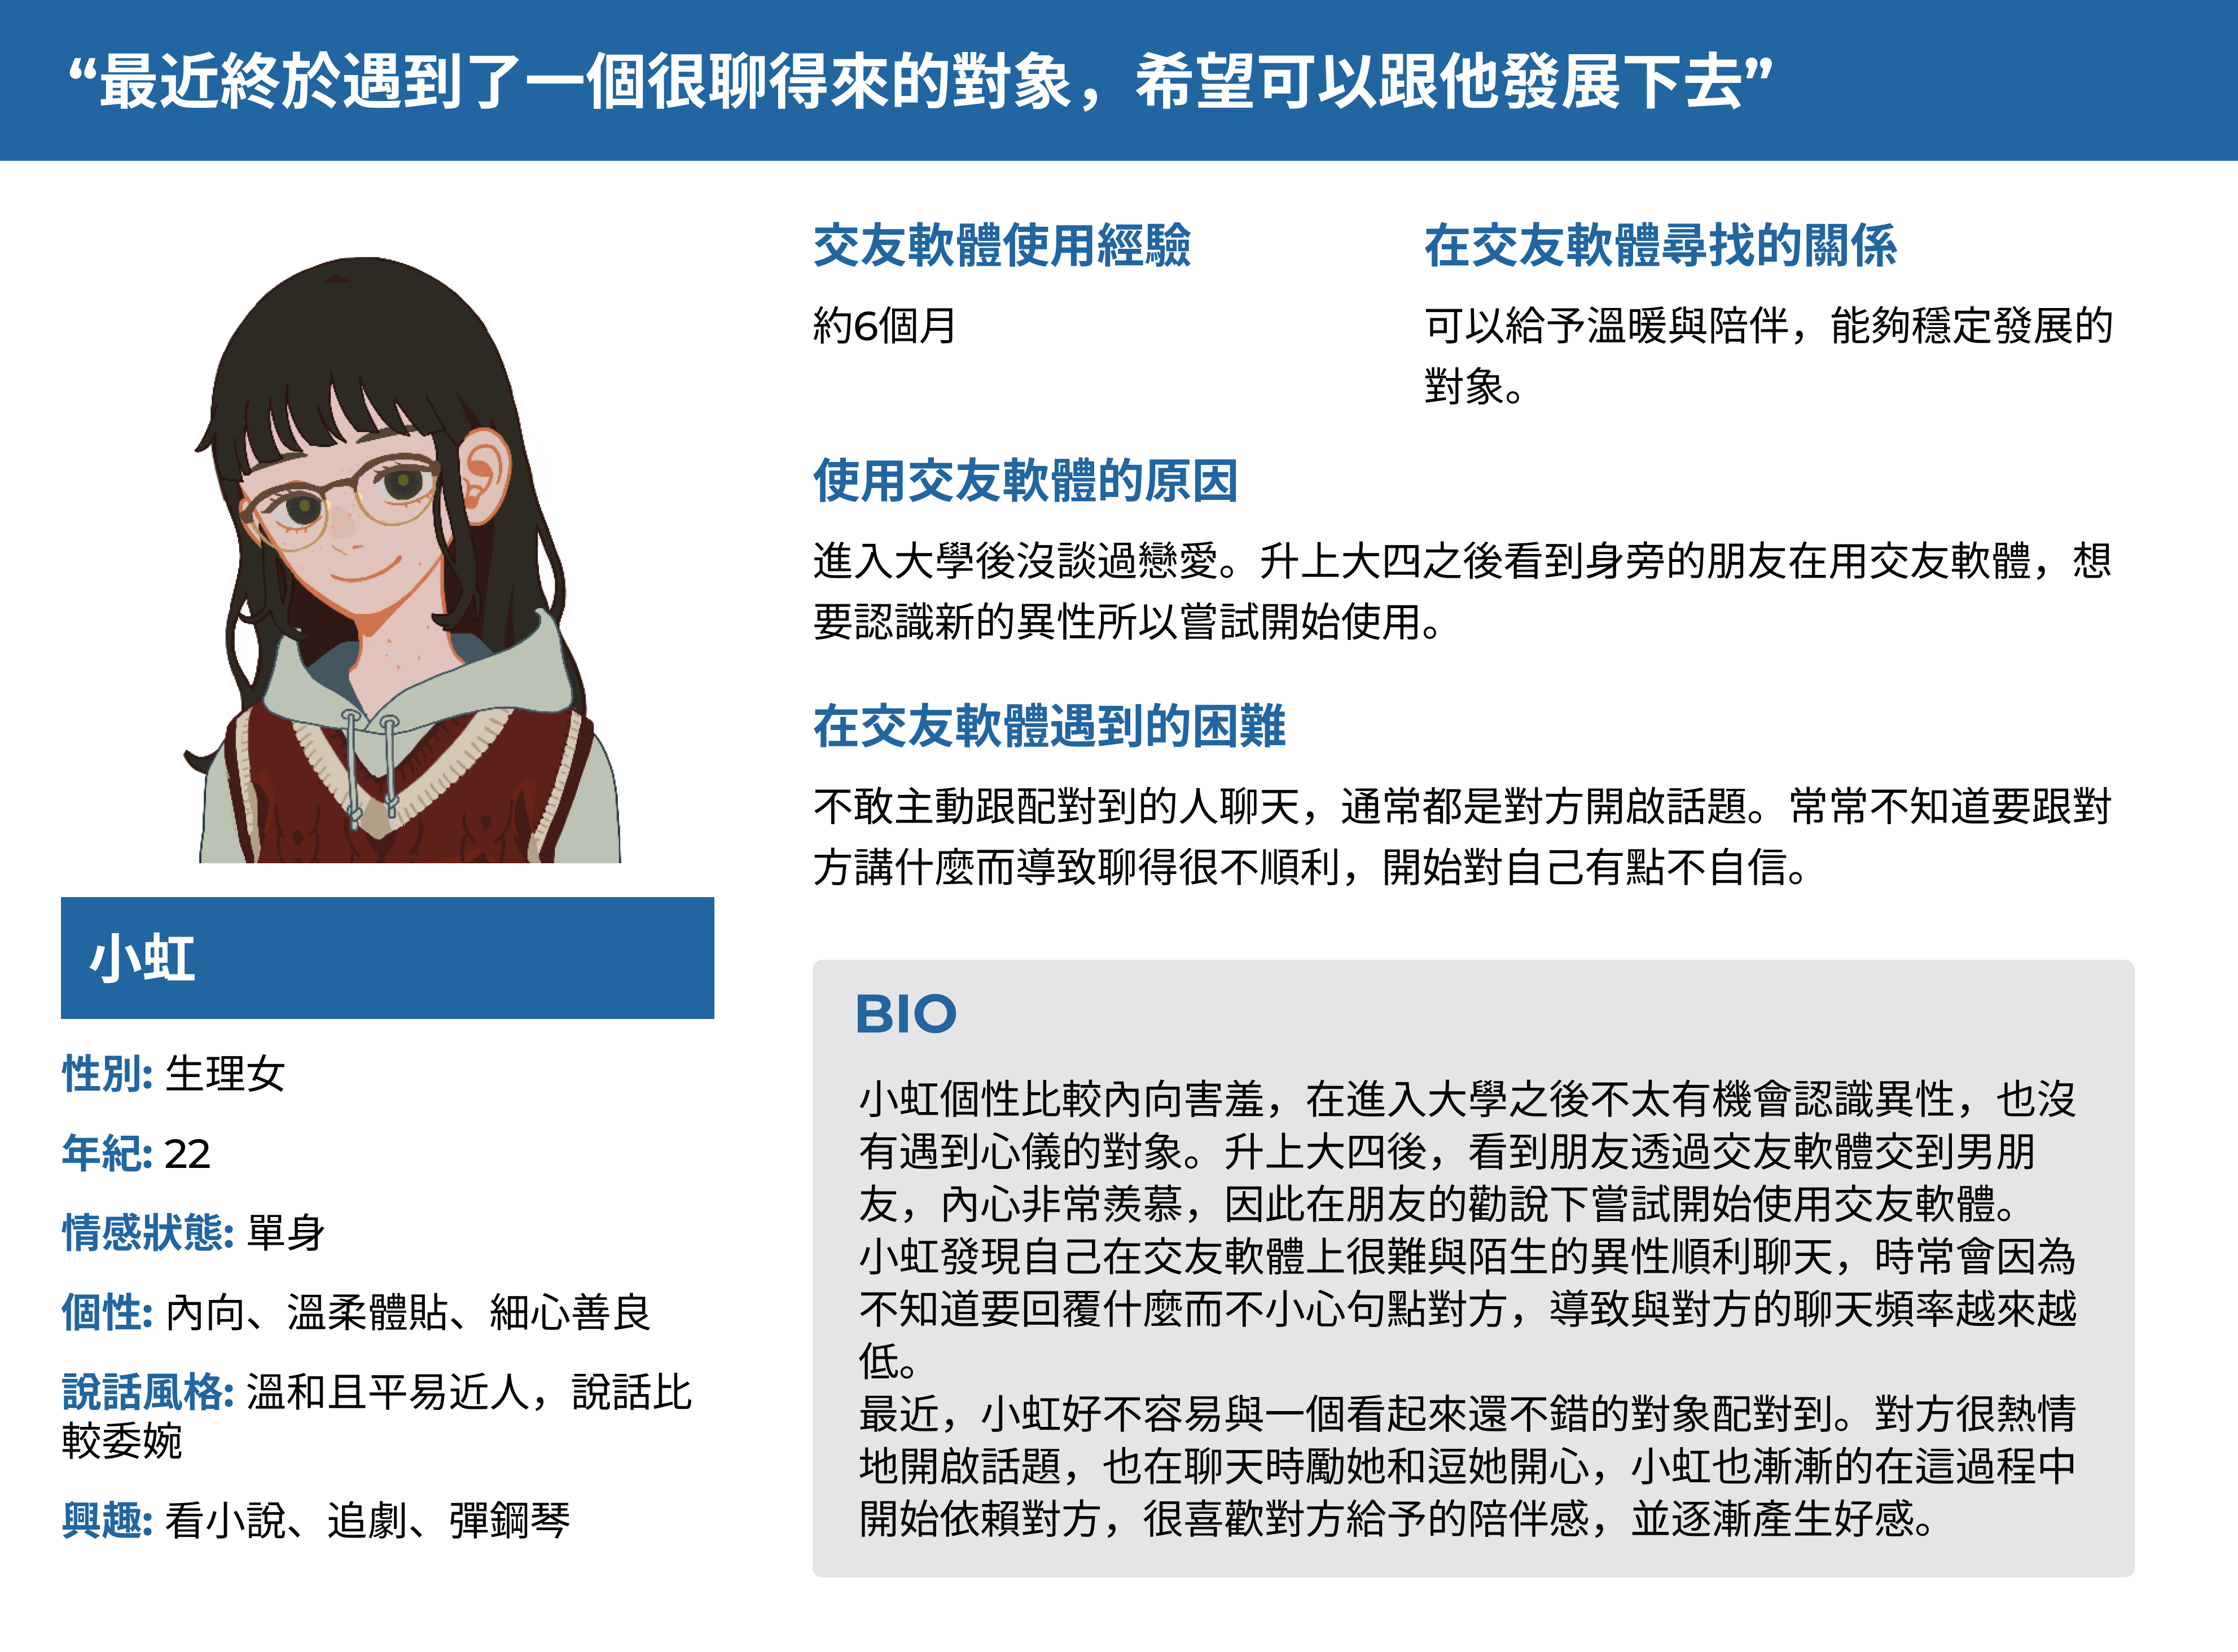 “最近終於遇到了一個很聊得來的對象，希望可以跟他發展下去”
小虹
性別: 生理女
年紀: 22
情感狀態: 單身
個性: 內向、溫柔體貼、細心善良
說話風格: 溫和且平易近人，說話比
較委婉
興趣: 看小說、追劇、彈鋼琴
交友軟體使用經驗
約6個月
在交友軟體尋找的關係
可以給予溫暖與陪伴，能夠穩定發展的
對象。
使用交友軟體的原因
進入大學後沒談過戀愛。升上大四之後看到身旁的朋友在用交友軟體，想
要認識新的異性所以嘗試開始使用。
在交友軟體遇到的困難
不敢主動跟配對到的人聊天，通常都是對方開啟話題。常常不知道要跟對
方講什麼而導致聊得很不順利，開始對自己有點不自信。
BIO
小虹個性比較內向害羞，在進入大學之後不太有機會認識異性，也沒
有遇到心儀的對象。升上大四後，看到朋友透過交友軟體交到男朋
友，內心非常羨慕，因此在朋友的勸說下嘗試開始使用交友軟體。
小虹發現自己在交友軟體上很難與陌生的異性順利聊天，時常會因為
不知道要回覆什麼而不小心句點對方，導致與對方的聊天頻率越來越
低。
最近，小虹好不容易與一個看起來還不錯的對象配對到。對方很熱情
地開啟話題，也在聊天時勵她和逗她開心，小虹也漸漸的在這過程中
開始依賴對方，很喜歡對方給予的陪伴感，並逐漸產生好感。